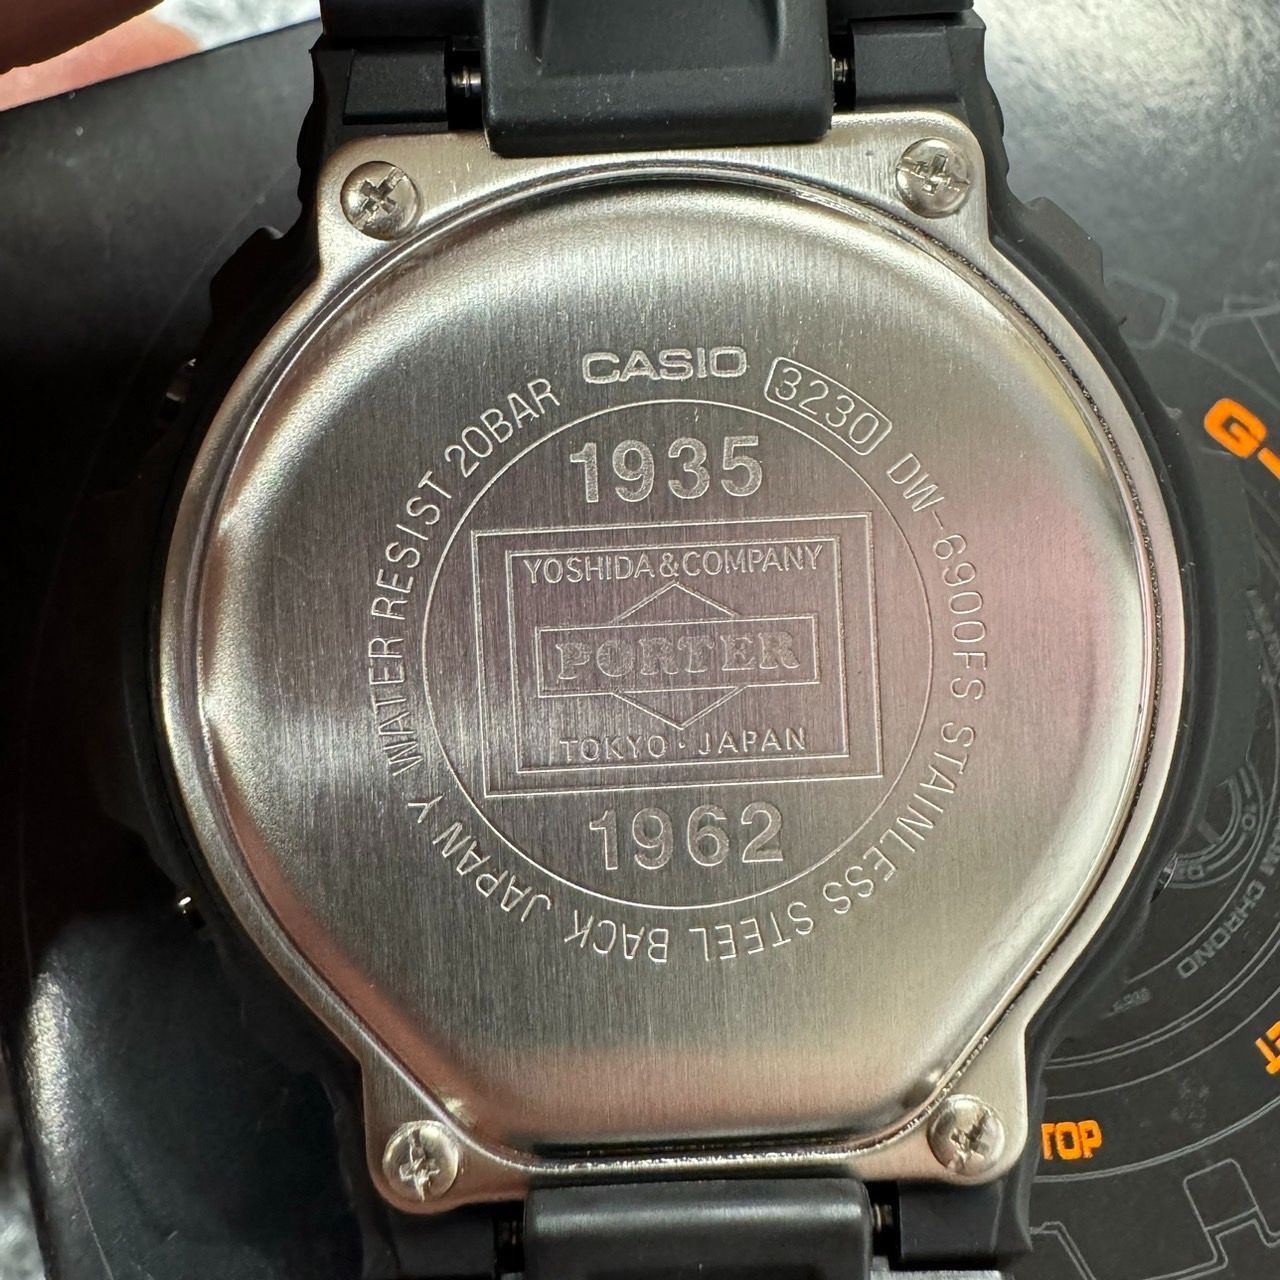 CASIO
3230
DW-6900FS STAINLESS STEEL BACK JAPAN Y WATER RESIST 20BAR
1935
YOSHIDA&COMPANY
PORTER
TOKYO・JAPAN
1962
G-
CHRONO
TOP